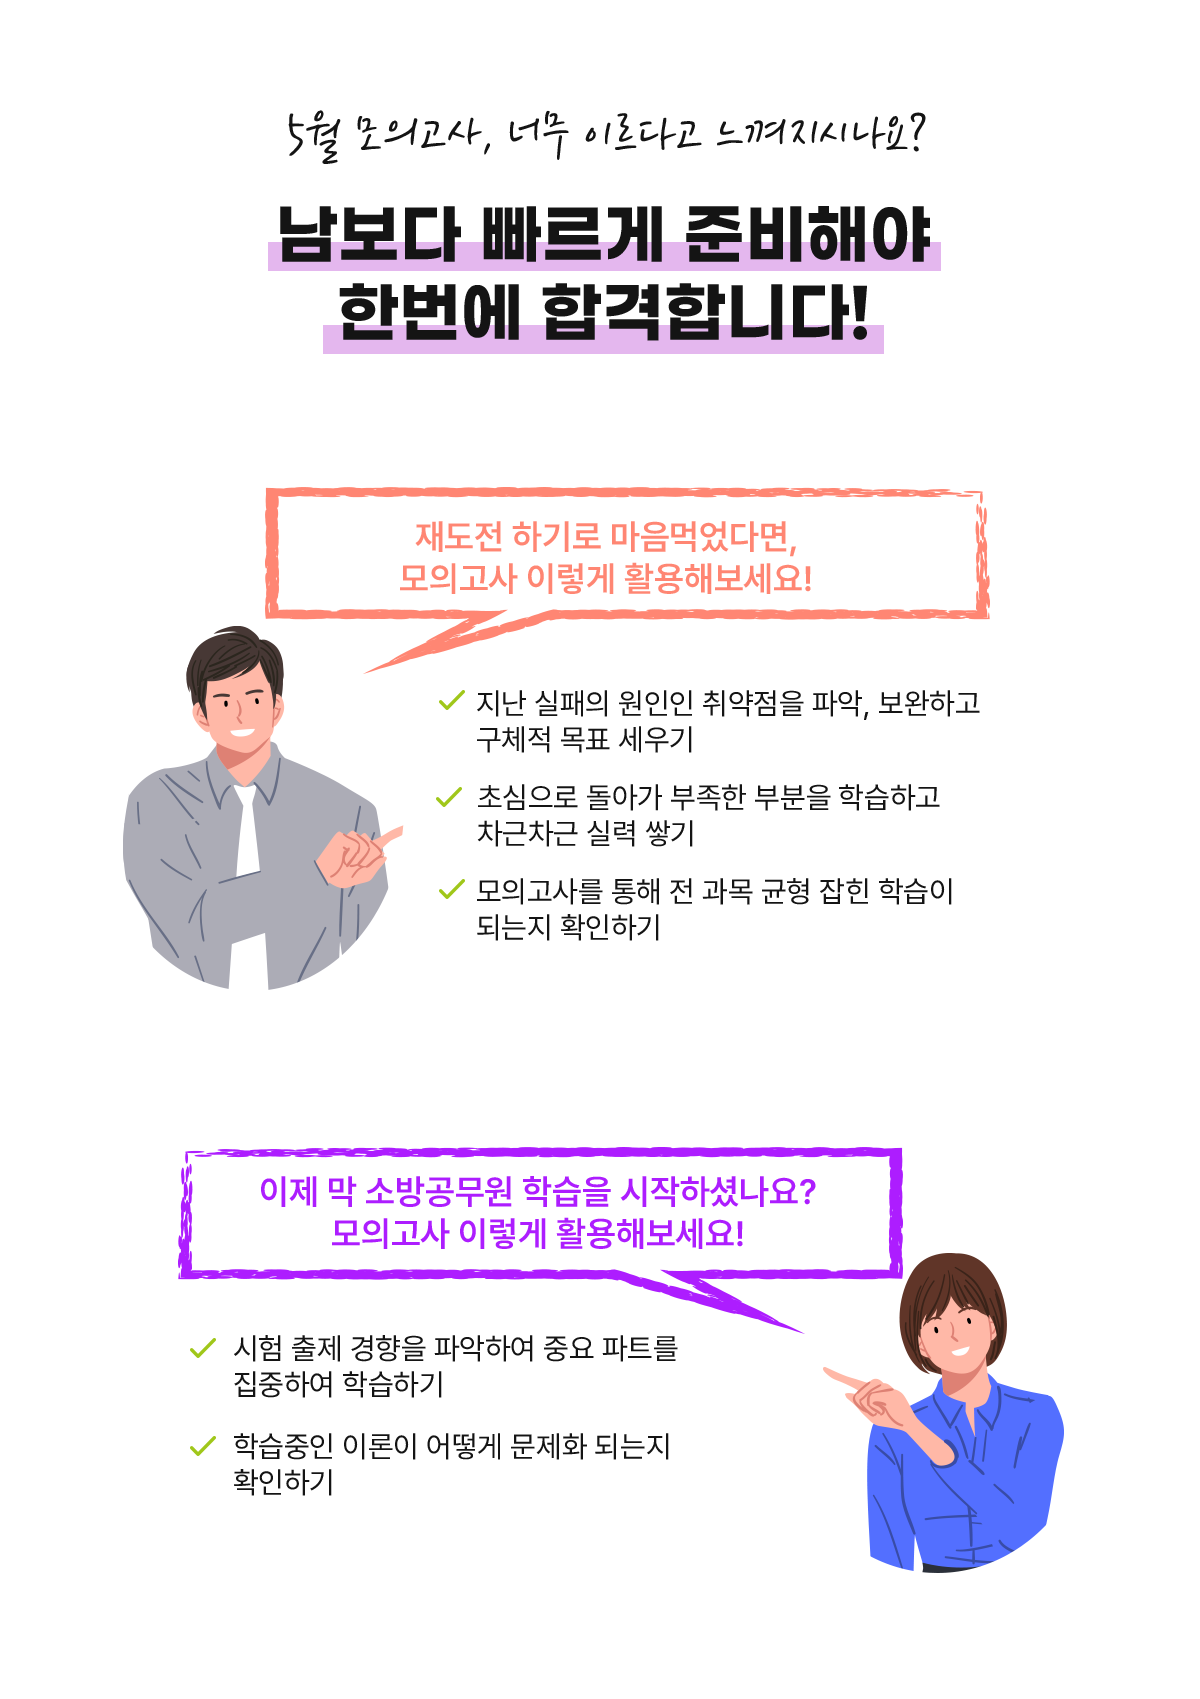 5월 모의고사, 너무 이르다고 느껴지시나요?
남보다 빠르게 준비해야
한번에 합격합니다!
재도전 하기로 마음먹었다면,
모의고사 이렇게 활용해보세요!
지난 실패의 원인인 취약점을 파악, 보완하고
구체적 목표 세우기
초심으로 돌아가 부족한 부분을 학습하고
차근차근 실력 쌓기
모의고사를 통해 전 과목 균형 잡힌 학습이
되는지 확인하기
이제 막 소방공무원 학습을 시작하셨나요?
모의고사 이렇게 활용해보세요!
시험 출제 경향을 파악하여 중요 파트를
집중하여 학습하기
학습중인 이론이 어떻게 문제화 되는지
확인하기